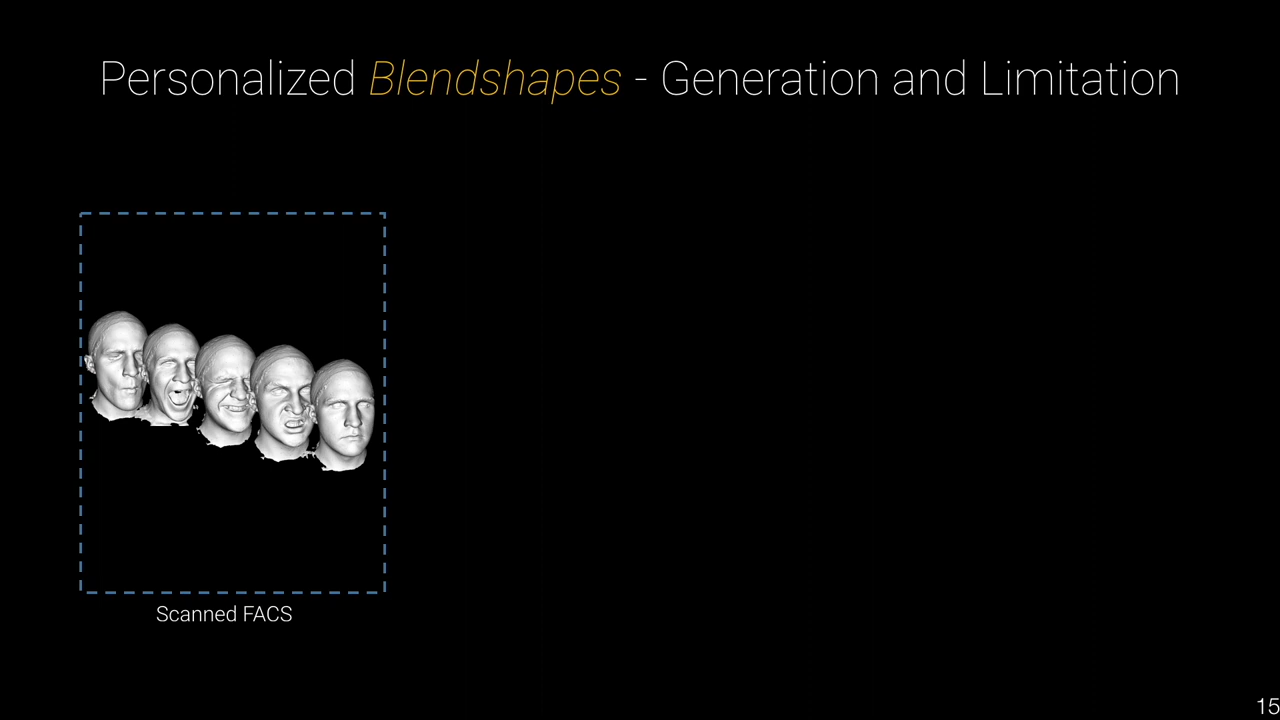 Personalized Blendshapes - Generation and Limitation
Scanned FACS
15